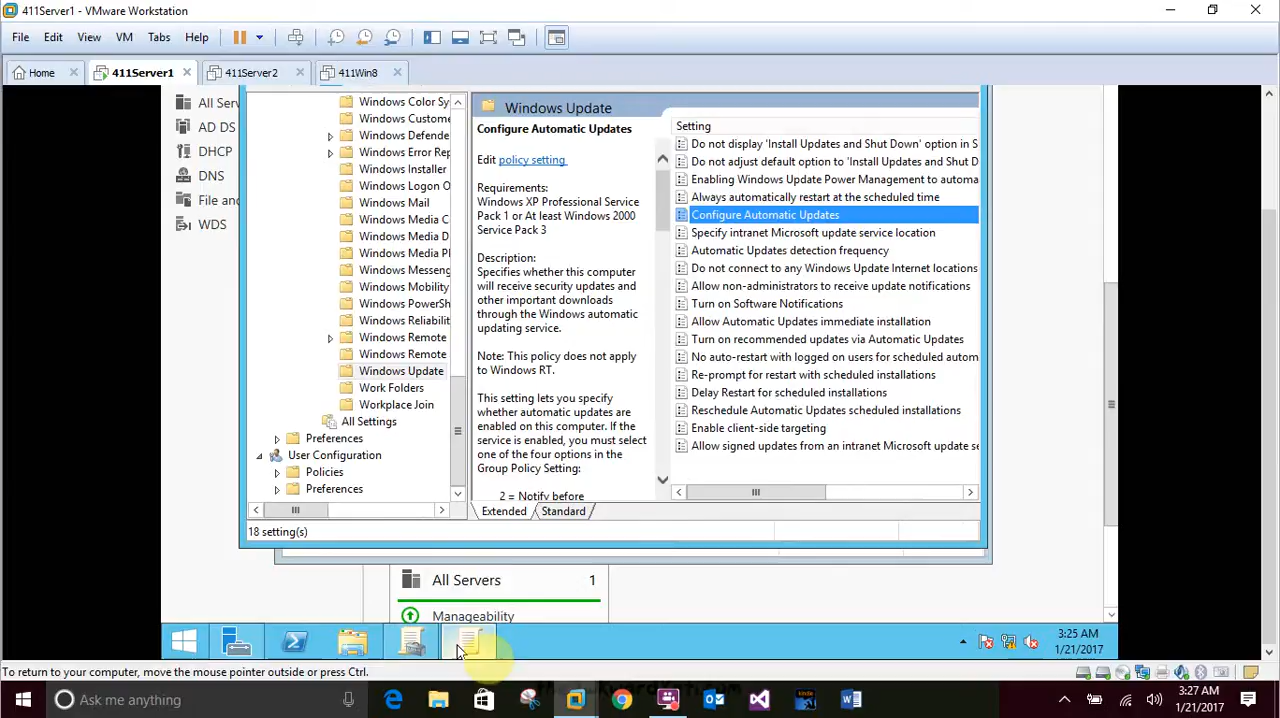 411Server1 - VMware Workstation
File Edit View VM Tabs Help
Home 411Server1 411Server2 411Win8
All Ser
AD DS
DHCP
DNS
File and
WDS
Windows Color Sy
Windows Custome
Windows Defende
Windows Error Rep
Windows Installer
Windows Logon O
Windows Mail
Windows Media C
Windows Media D
Windows Media Pl
Windows Messeng
Windows Mobility
Windows PowerSh
Windows Reliabilit
Windows Remote
Windows Remote
Windows Update
Work Folders
Workplace Join
All Settings
Preferences
User Configuration
Policies
Preferences
Windows Update
Configure Automatic Updates
Edit policy setting
Requirements:
Windows XP Professional Service
Pack 1 or At least Windows 2000
Service Pack 3
Description:
Specifies whether this computer
will receive security updates and
other important downloads
through the Windows automatic
updating service.
Note: This policy does not apply
to Windows RT.
This setting lets you specify
whether automatic updates are
enabled on this computer. If the
service is enabled, you must select
one of the four options in the
Group Policy Setting:
2 = Notify before
Setting
Do not display 'Install Updates and Shut Down' option in S
Do not adjust default option to 'Install Updates and Shut D
Enabling Windows Update Power Management to automa
Always automatically restart at the scheduled time
Configure Automatic Updates
Specify intranet Microsoft update service location
Automatic Updates detection frequency
Do not connect to any Windows Update Internet locations
Allow non-administrators to receive update notifications
Turn on Software Notifications
Allow Automatic Updates immediate installation
Turn on recommended updates via Automatic Updates
No auto-restart with logged on users for scheduled autom
Re-prompt for restart with scheduled installations
Delay Restart for scheduled installations
Reschedule Automatic Updates scheduled installations
Enable client-side targeting
Allow signed updates from an intranet Microsoft update se
Extended Standard
18 setting(s)
All Servers 1
Manageability
3:25 AM
1/21/2017
To return to your computer, move the mouse pointer outside or press Ctrl.
Ask me anything
3:27 AM
1/21/2017